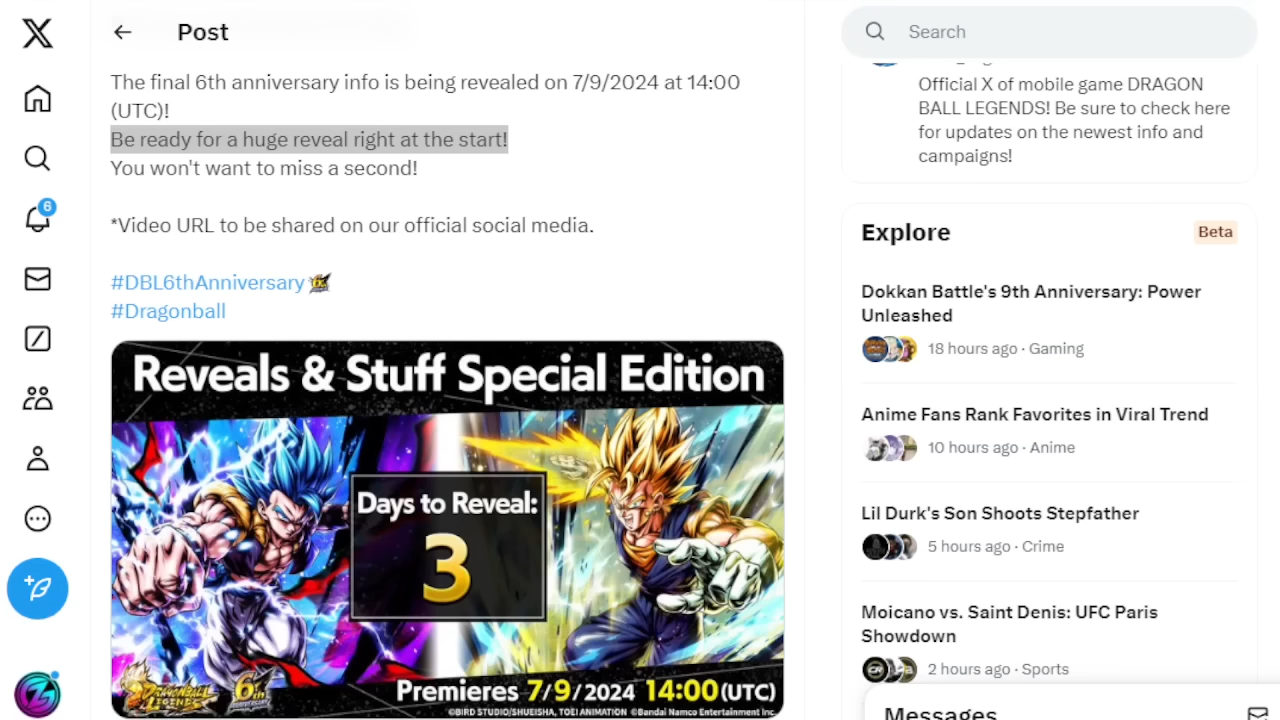 Post
The final 6th anniversary info is being revealed on 7/9/2024 at 14:00
(UTC)!
Be ready for a huge reveal right at the start!
You won't want to miss a second!
*Video URL to be shared on our official social media.
#DBL6thAnniversary
#Dragonball
Reveals & Stuff Special Edition
Days to Reveal:
3
DRAGONBALL
LEGENDS
6th
ANNIVERSARY
Premieres 7/9/2024 14:00(UTC)
©BIRD STUDIO/SHUEISHA, TOEI ANIMATION ©Bandai Namco Entertainment Inc.
6
Search
Official X of mobile game DRAGON
BALL LEGENDS! Be sure to check here
for updates on the newest info and
campaigns!
Explore
Beta
Dokkan Battle's 9th Anniversary: Power
Unleashed
18 hours ago · Gaming
Anime Fans Rank Favorites in Viral Trend
10 hours ago · Anime
Lil Durk's Son Shoots Stepfather
5 hours ago · Crime
Moicano vs. Saint Denis: UFC Paris
Showdown
2 hours ago · Sports
Messages